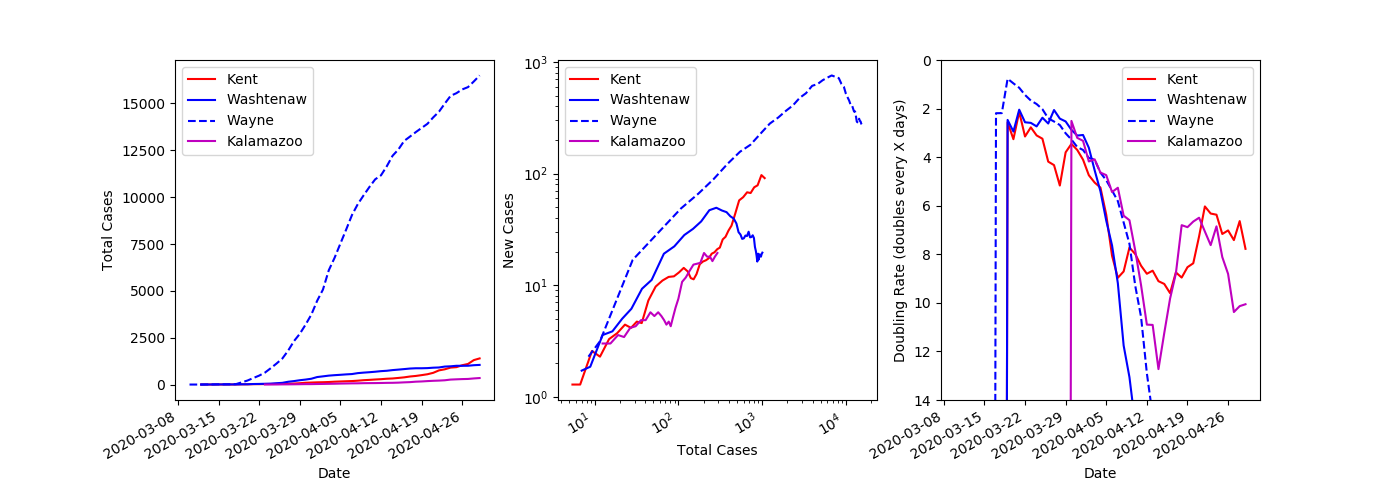 Kent
Washtenaw
Wayne
Kalamazoo
Total Cases
15000
12500
10000
7500
5000
2500
0
2020-03-08
2020-03-15
2020-03-22
2020-03-29
2020-04-05
2020-04-12
2020-04-19
2020-04-26
Date
Kent
Washtenaw
Wayne
Kalamazoo
New Cases
10³
10²
10¹
10⁰
10¹
10²
10³
10⁴
Total Cases
Kent
Washtenaw
Wayne
Kalamazoo
Doubling Rate (doubles every X days)
0
2
4
6
8
10
12
14
2020-03-08
2020-03-15
2020-03-22
2020-03-29
2020-04-05
2020-04-12
2020-04-19
2020-04-26
Date